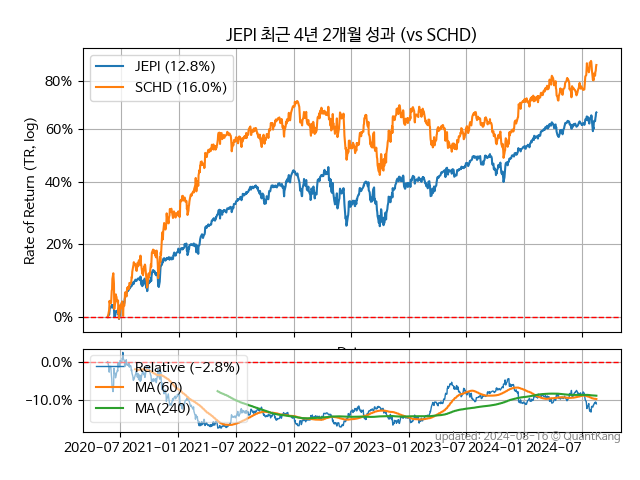 JEPI 최근 4년 2개월 성과 (vs SCHD)
JEPI (12.8%)
SCHD (16.0%)
Rate of Return (TR, log)
80%
60%
40%
20%
0%
0.0%
−10.0%
Relative (−2.8%)
MA(60)
MA(240)
2020−07 2021−01 2021−07 2022−01 2022−07 2023−01 2023−07 2024−01 2024−07
updated: 2024−08−16 © QuantKang